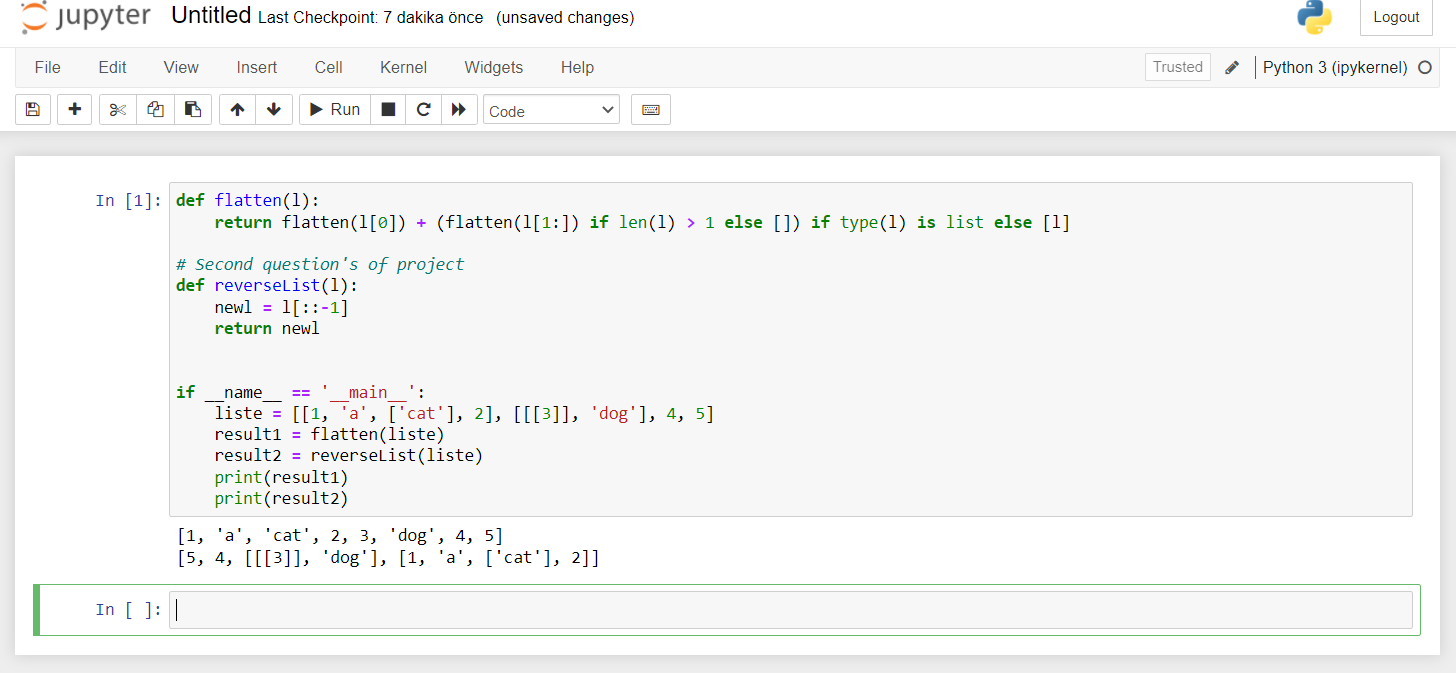 jupyter Untitled Last Checkpoint: 7 dakika önce (unsaved changes) Logout
File Edit View Insert Cell Kernel Widgets Help Trusted Python 3 (ipykernel)
Run Code
In [1]: def flatten(l):
    return flatten(l[0]) + (flatten(l[1:]) if len(l) > 1 else []) if type(l) is list else [l]
# Second question's of project
def reverseList(l):
    newl = l[::-1]
    return newl
if __name__ == '__main__':
    liste = [[1, 'a', ['cat'], 2], [[[3]], 'dog'], 4, 5]
    result1 = flatten(liste)
    result2 = reverseList(liste)
    print(result1)
    print(result2)
[1, 'a', 'cat', 2, 3, 'dog', 4, 5]
[5, 4, [[[3]], 'dog'], [1, 'a', ['cat'], 2]]
In [ ]: